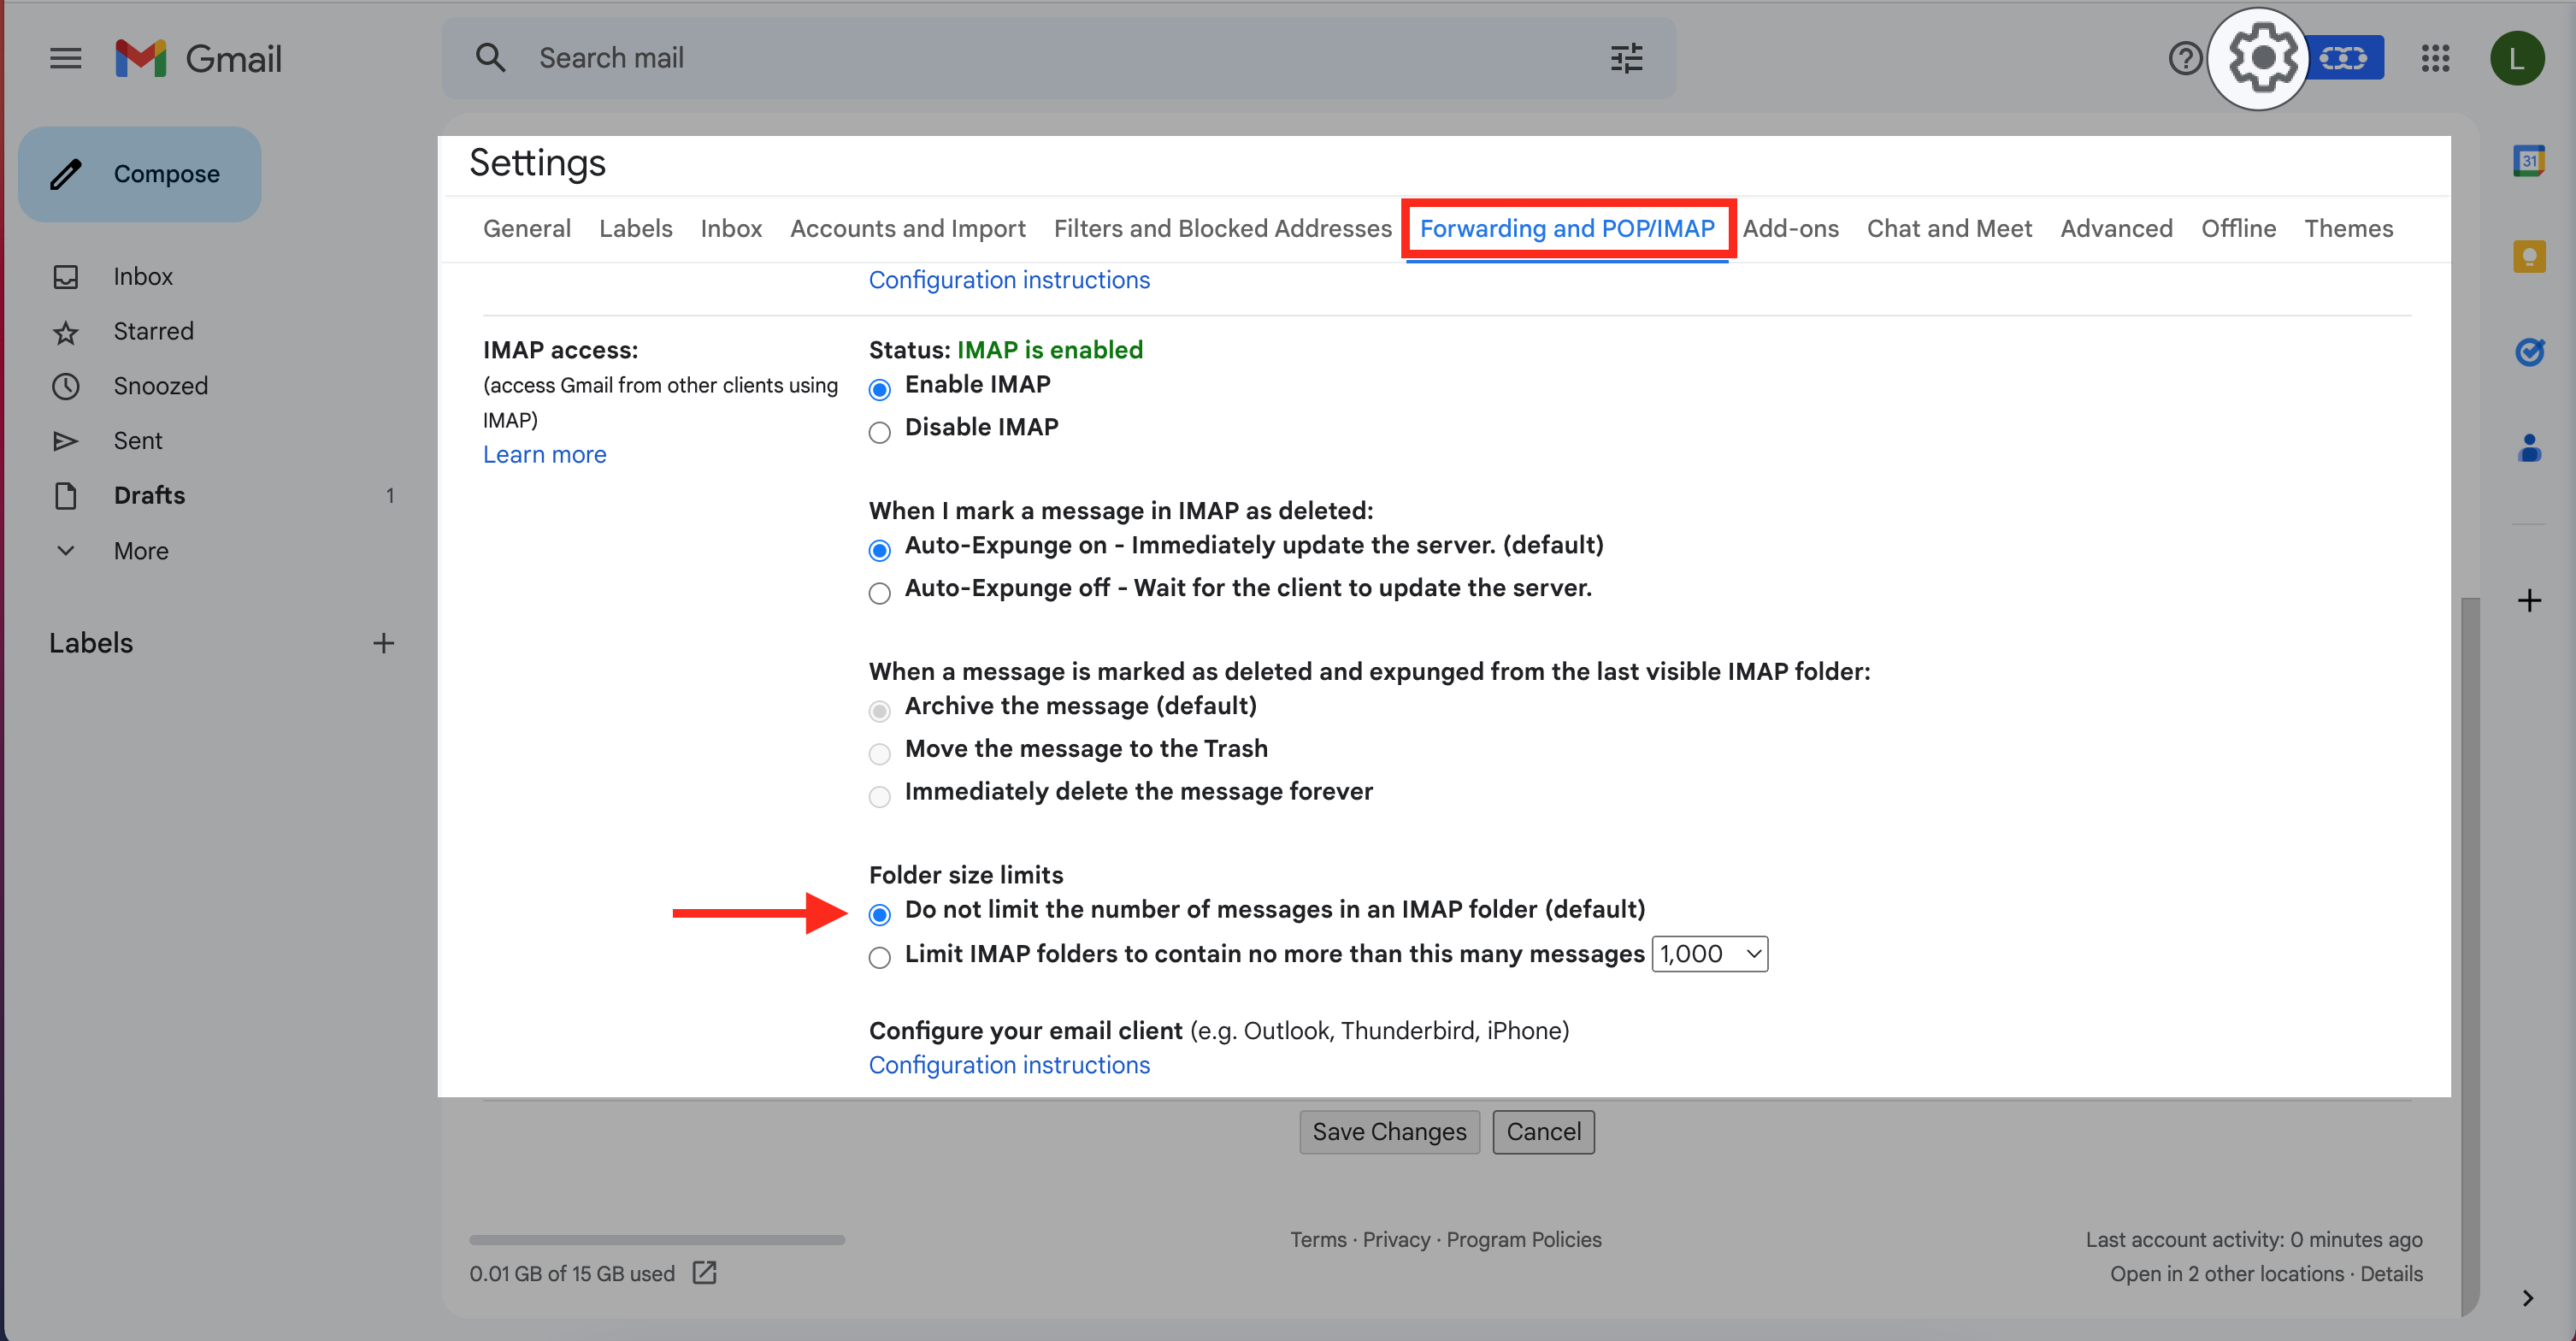 Gmail
Search mail
L
Compose
Inbox
Starred
Snoozed
Sent
Drafts 1
More
Labels
Settings
General Labels Inbox Accounts and Import Filters and Blocked Addresses Forwarding and POP/IMAP Add-ons Chat and Meet Advanced Offline Themes
Configuration instructions
IMAP access:
(access Gmail from other clients using
IMAP)
Learn more
Status: IMAP is enabled
Enable IMAP
Disable IMAP
When I mark a message in IMAP as deleted:
Auto-Expunge on - Immediately update the server. (default)
Auto-Expunge off - Wait for the client to update the server.
When a message is marked as deleted and expunged from the last visible IMAP folder:
Archive the message (default)
Move the message to the Trash
Immediately delete the message forever
Folder size limits
Do not limit the number of messages in an IMAP folder (default)
Limit IMAP folders to contain no more than this many messages 1,000
Configure your email client (e.g. Outlook, Thunderbird, iPhone)
Configuration instructions
Save Changes Cancel
0.01 GB of 15 GB used
Terms · Privacy · Program Policies
Last account activity: 0 minutes ago
Open in 2 other locations · Details
31